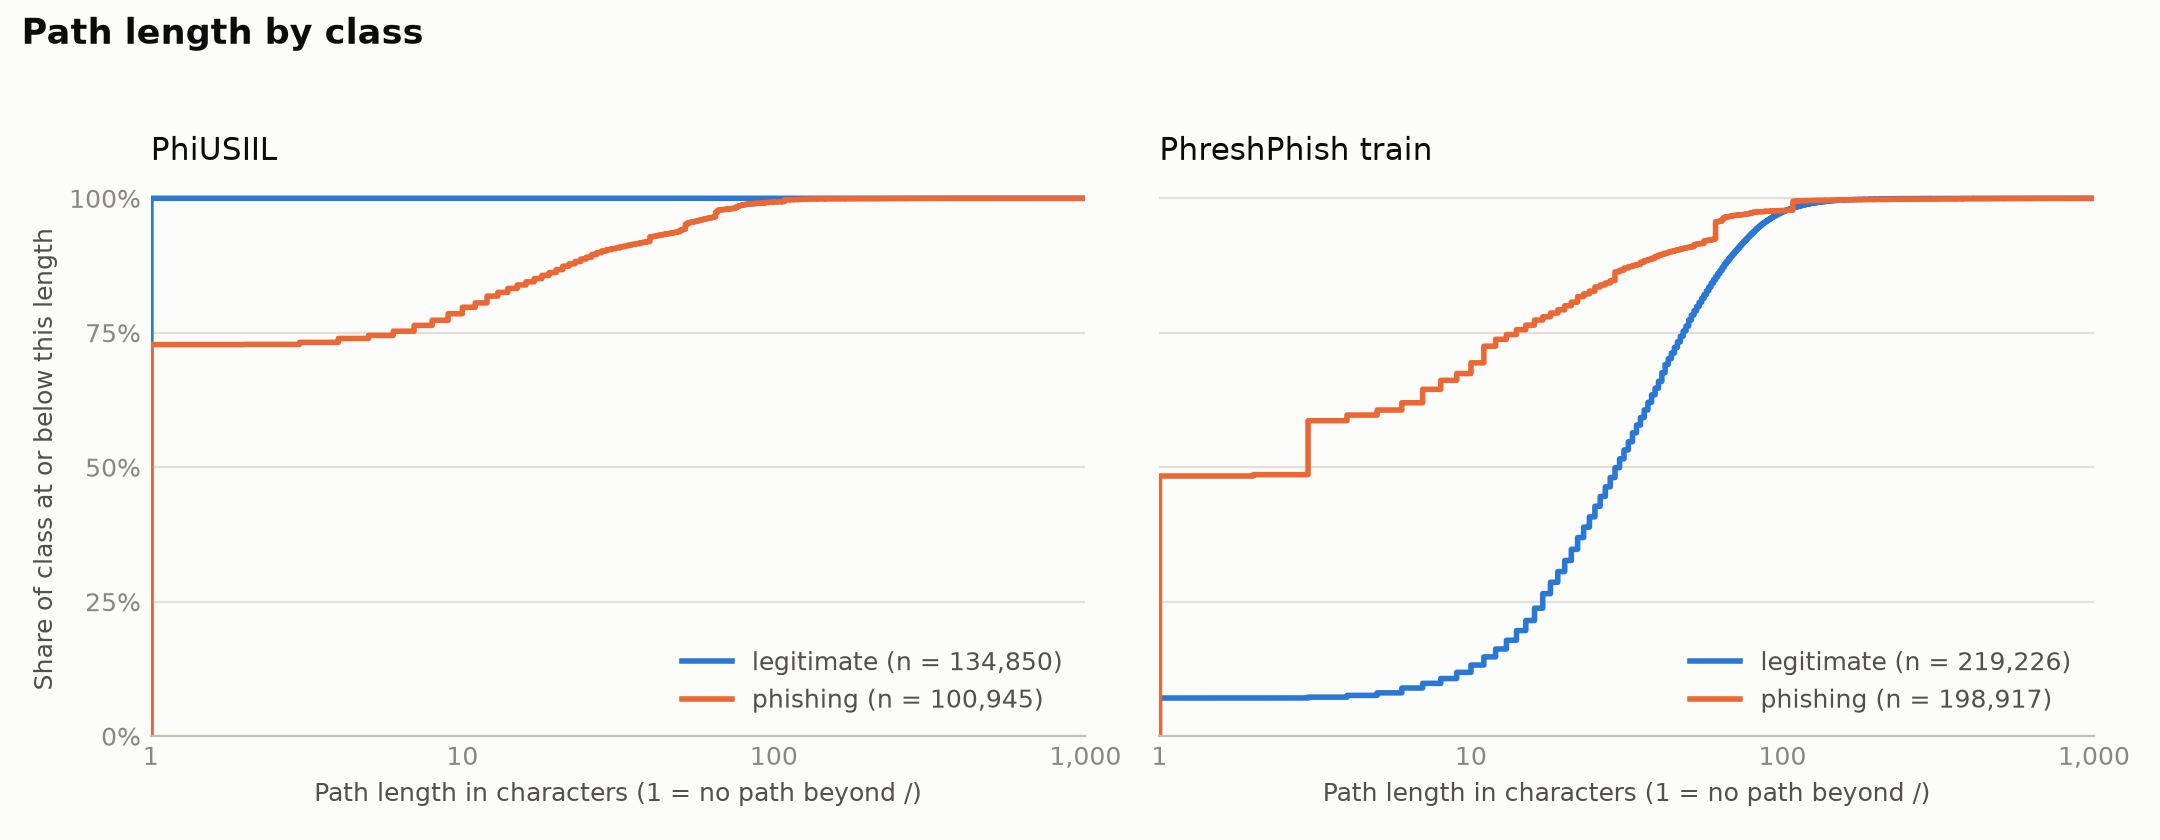 Path length by class
PhiUSIIL
PhreshPhish train
Share of class at or below this length
100%
75%
50%
25%
0%
legitimate (n = 134,850)
phishing (n = 100,945)
1
10
100
1,000
Path length in characters (1 = no path beyond /)
legitimate (n = 219,226)
phishing (n = 198,917)
1
10
100
1,000
Path length in characters (1 = no path beyond /)